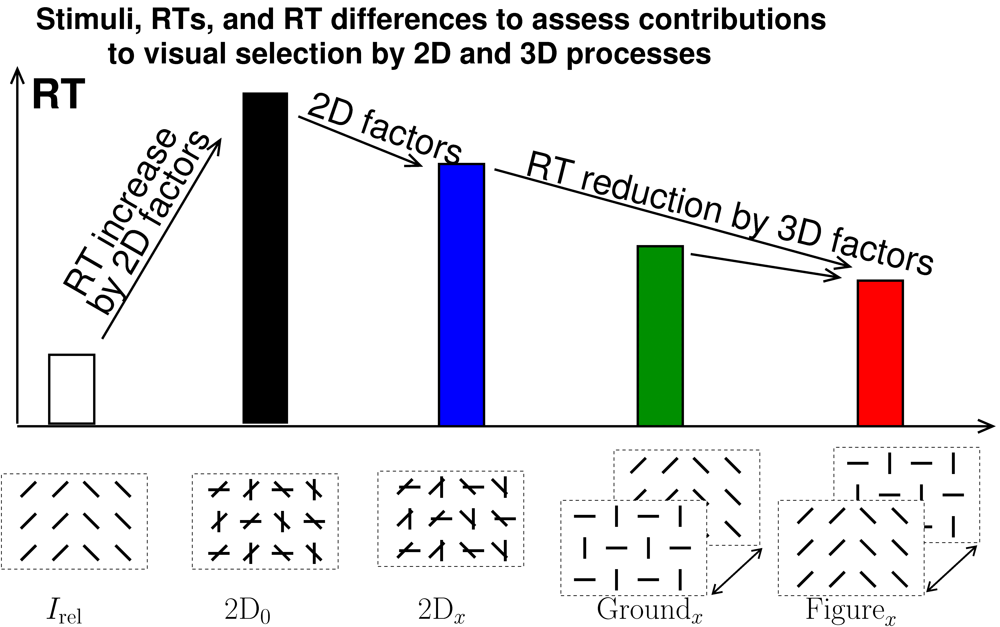 Stimuli, RTs, and RT differences to assess contributions
to visual selection by 2D and 3D processes
RT
RT increase
by 2D factors
2D factors
RT reduction by 3D factors
I_rel
2D_0
2D_x
Ground_x
Figure_x